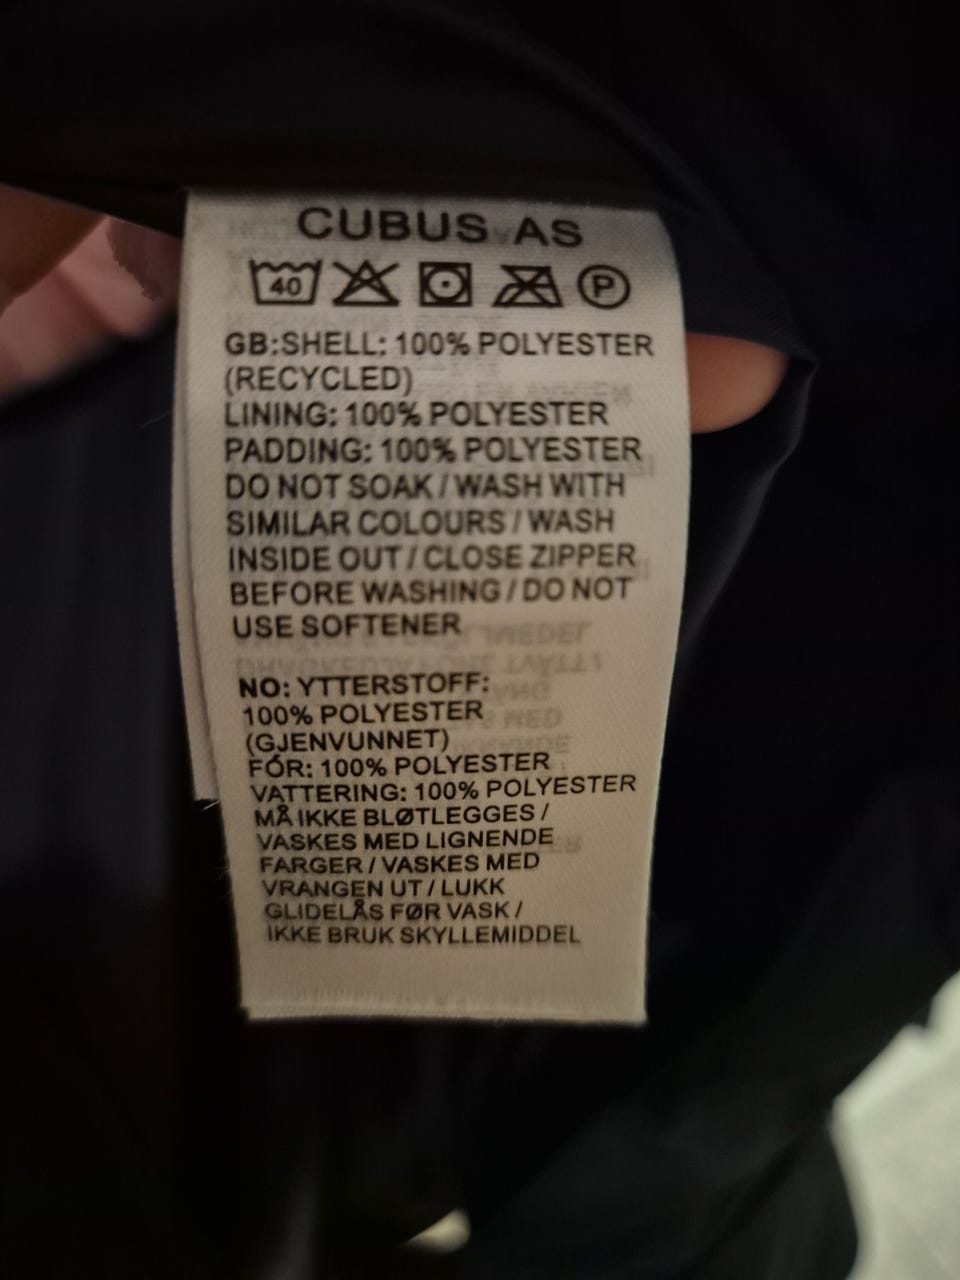 CUBUS AS
40 P
GB:SHELL: 100% POLYESTER
(RECYCLED)
LINING: 100% POLYESTER
PADDING: 100% POLYESTER
DO NOT SOAK / WASH WITH
SIMILAR COLOURS / WASH
INSIDE OUT / CLOSE ZIPPER
BEFORE WASHING / DO NOT
USE SOFTENER
NO: YTTERSTOFF:
100% POLYESTER
(GJENVUNNET)
FÓR: 100% POLYESTER
VATTERING: 100% POLYESTER
MÅ IKKE BLØTLEGGES /
VASKES MED LIGNENDE
FARGER / VASKES MED
VRANGEN UT / LUKK
GLIDELÅS FØR VASK /
IKKE BRUK SKYLLEMIDDEL